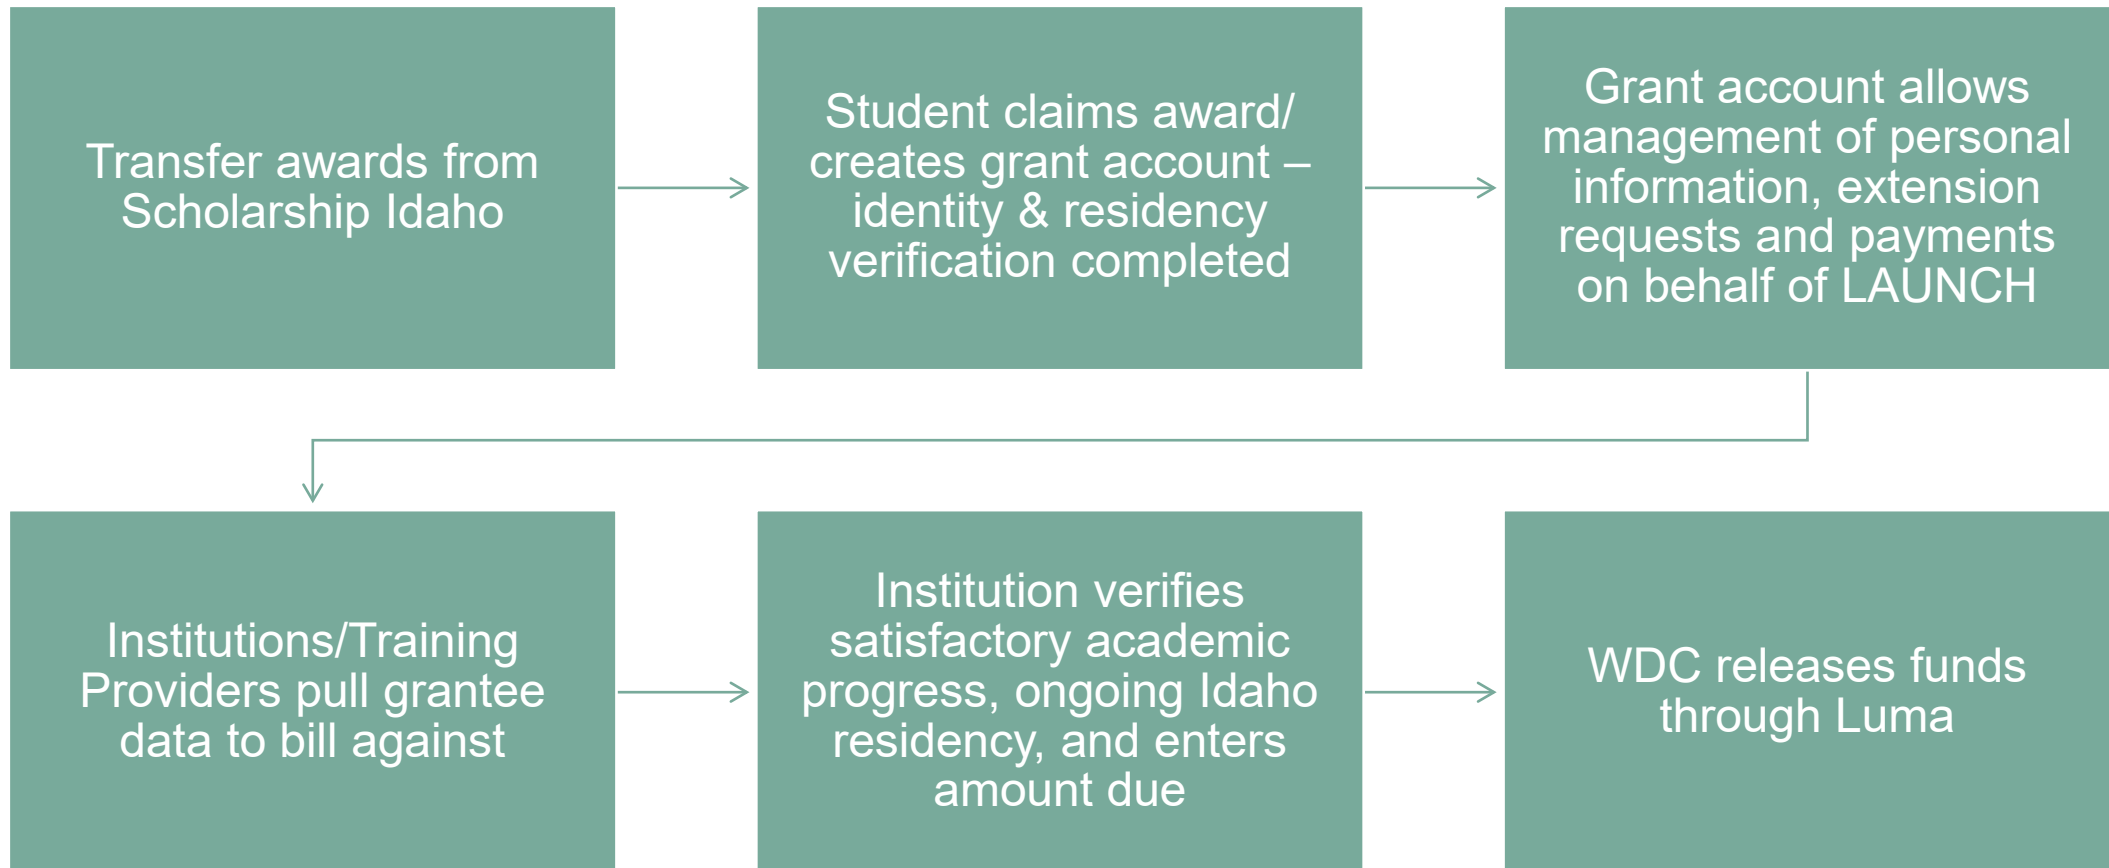 Transfer awards from
Scholarship Idaho
Student claims award/
creates grant account –
identity & residency
verification completed
Grant account allows
management of personal
information, extension
requests and payments
on behalf of LAUNCH
Institutions/Training
Providers pull grantee
data to bill against
Institution verifies
satisfactory academic
progress, ongoing Idaho
residency, and enters
amount due
WDC releases funds
through Luma